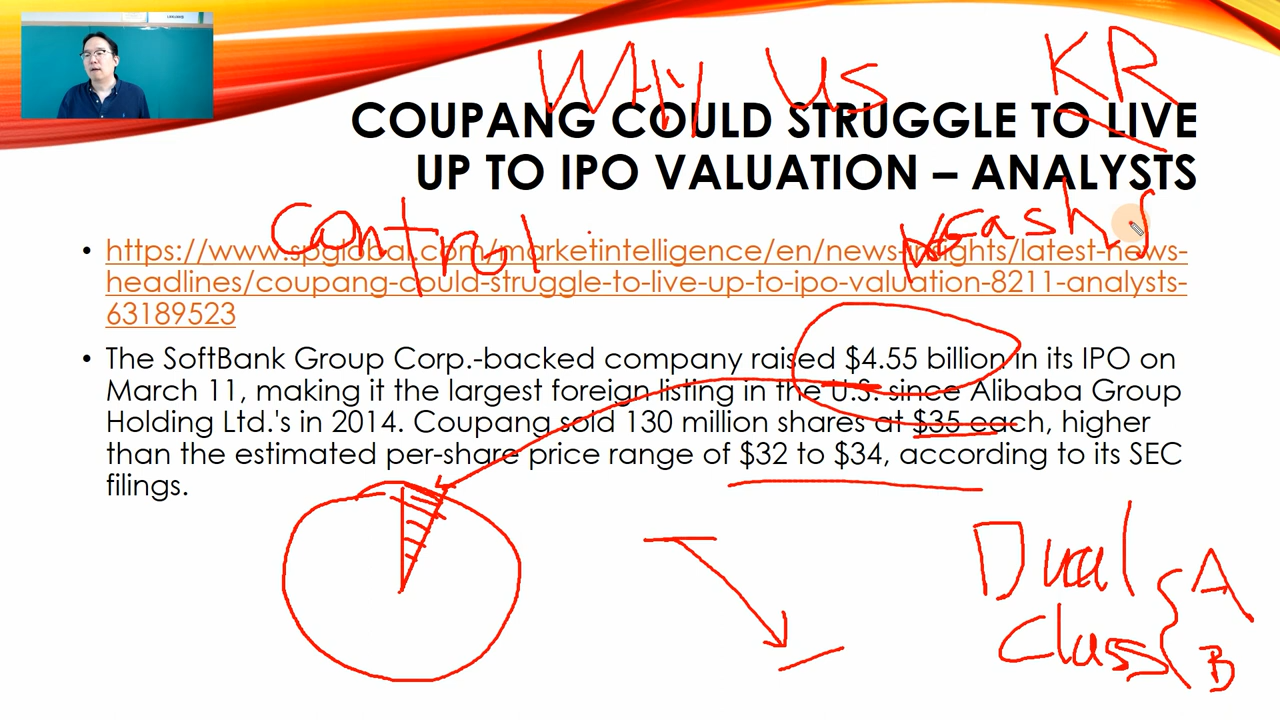 Why US KR
COUPANG COULD STRUGGLE TO LIVE
UP TO IPO VALUATION – ANALYSTS
control cash
• https://www.spglobal.com/marketintelligence/en/news-insights/latest-news-
headlines/coupang-could-struggle-to-live-up-to-ipo-valuation-8211-analysts-
63189523
• The SoftBank Group Corp.-backed company raised $4.55 billion in its IPO on
March 11, making it the largest foreign listing in the U.S. since Alibaba Group
Holding Ltd.'s in 2014. Coupang sold 130 million shares at $35 each, higher
than the estimated per-share price range of $32 to $34, according to its SEC
filings.
Dual A
Class B